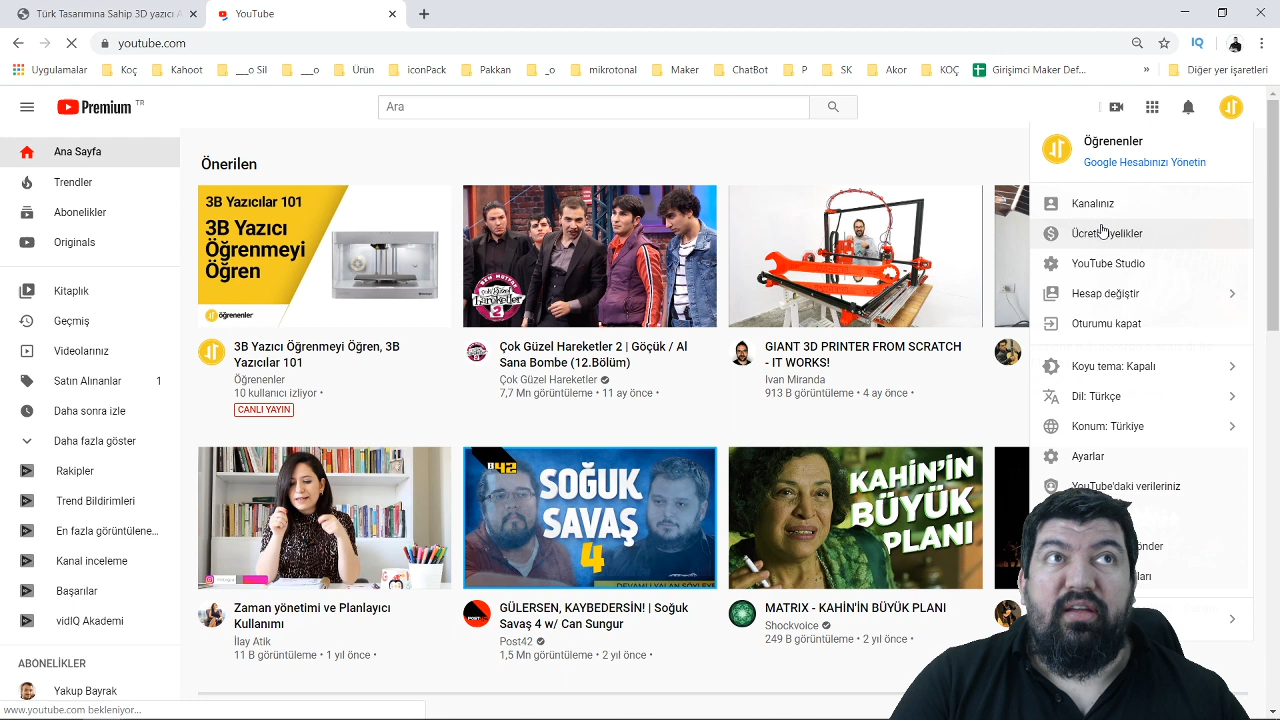 Türk Tasarımına Sahip 3D yazıcı A
YouTube
youtube.com
IQ
Uygulamalar
Koç
Kahoot
___o Sil
___o
Ürün
iconPack
Pakkan
_o
mikrotonal
Maker
ChatBot
P
SK
Akor
KOÇ
Girişimci Maker Def...
»
Diğer yer işaretleri
Premium TR
Ara
Ana Sayfa
Trendler
Abonelikler
Originals
Kitaplık
Geçmiş
Videolarınız
Satın Alınanlar 1
Daha sonra izle
Daha fazla göster
Rakipler
Trend Bildirimleri
En fazla görüntülene...
Kanal inceleme
Başarılar
vidIQ Akademi
ABONELİKLER
Yakup Bayrak
www.youtube.com bekleniyor...
Önerilen
3B Yazıcılar 101
3B Yazıcı
Öğrenmeyi
Öğren
öğrenenler
3B Yazıcı Öğrenmeyi Öğren, 3B
Yazıcılar 101
Öğrenenler
10 kullanıcı izliyor •
CANLI YAYIN
Çok Güzel Hareketler 2 | Göçük / Al
Sana Bombe (12.Bölüm)
Çok Güzel Hareketler
7,7 Mn görüntüleme • 11 ay önce •
GIANT 3D PRINTER FROM SCRATCH
- IT WORKS!
Ivan Miranda
913 B görüntüleme • 4 ay önce •
Zaman yönetimi ve Planlayıcı
Kullanımı
İlay Atik
11 B görüntüleme • 1 yıl önce •
42
SOĞUK
SAVAŞ
4
GÜLERSEN, KAYBEDERSİN! | Soğuk
Savaş 4 w/ Can Sungur
Post42
1,5 Mn görüntüleme • 2 yıl önce •
KAHİN'İN
BÜYÜK
PLANI
MATRIX - KAHİN'İN BÜYÜK PLANI
Shockvoice
249 B görüntüleme • 2 yıl önce •
Öğrenenler
Google Hesabınızı Yönetin
Kanalınız
YouTube Studio
Hesap değiştir
Oturumu kapat
Koyu tema: Kapalı
Dil: Türkçe
Konum: Türkiye
Ayarlar
YouTube'daki verileriniz